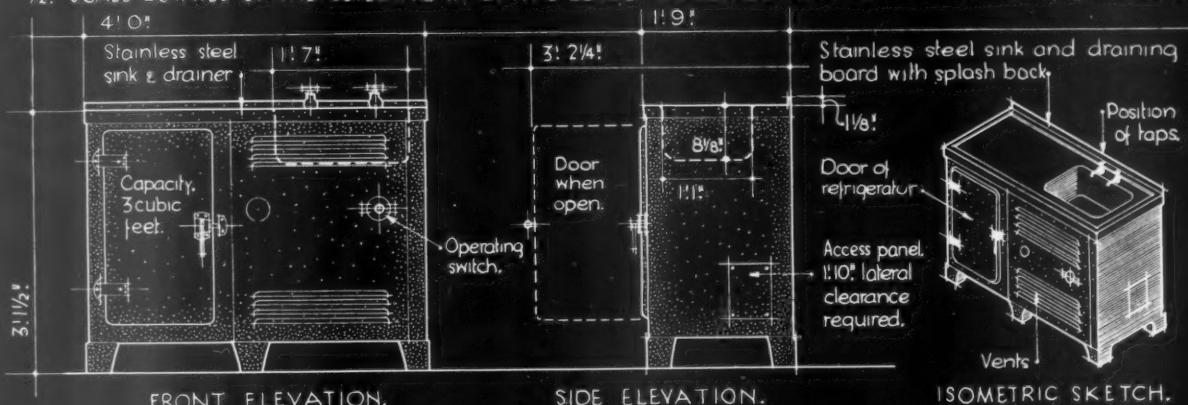 4'. 0".
1'. 9".
Stainless steel
sink & drainer
1'. 7".
3'. 2¼".
Stainless steel sink and draining
board with splash back
1⅛".
Position
of taps.
8⅛".
Door
when
open.
Door of
refrigerator
Capacity.
3 cubic
feet.
1'. 1".
Operating
switch.
Access panel.
1'. 10". lateral
clearance
required.
3'. 1½".
Vents
FRONT ELEVATION.
SIDE ELEVATION.
ISOMETRIC SKETCH.